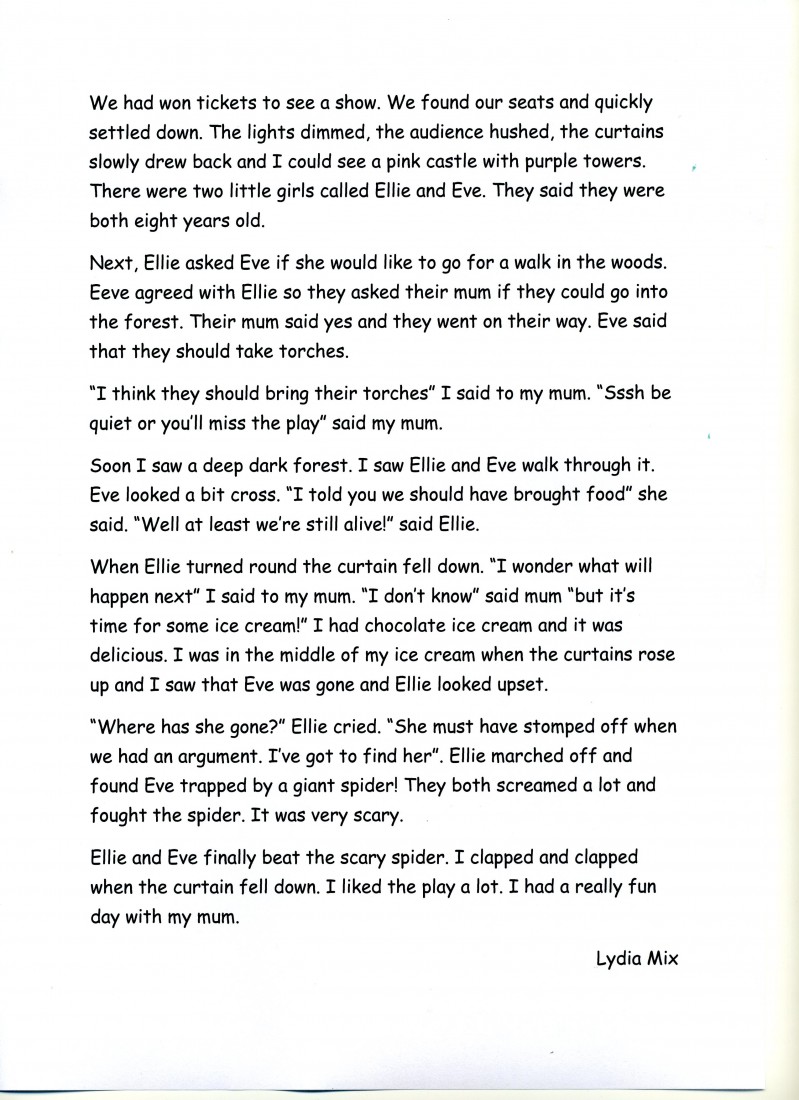 We had won tickets to see a show. We found our seats and quickly
settled down. The lights dimmed, the audience hushed, the curtains
slowly drew back and I could see a pink castle with purple towers.
There were two little girls called Ellie and Eve. They said they were
both eight years old.
Next, Ellie asked Eve if she would like to go for a walk in the woods.
Eeve agreed with Ellie so they asked their mum if they could go into
the forest. Their mum said yes and they went on their way. Eve said
that they should take torches.
“I think they should bring their torches” I said to my mum. “Sssh be
quiet or you’ll miss the play” said my mum.
Soon I saw a deep dark forest. I saw Ellie and Eve walk through it.
Eve looked a bit cross. “I told you we should have brought food” she
said. “Well at least we’re still alive!” said Ellie.
When Ellie turned round the curtain fell down. “I wonder what will
happen next” I said to my mum. “I don’t know” said mum “but it’s
time for some ice cream!” I had chocolate ice cream and it was
delicious. I was in the middle of my ice cream when the curtains rose
up and I saw that Eve was gone and Ellie looked upset.
“Where has she gone?” Ellie cried. “She must have stomped off when
we had an argument. I’ve got to find her”. Ellie marched off and
found Eve trapped by a giant spider! They both screamed a lot and
fought the spider. It was very scary.
Ellie and Eve finally beat the scary spider. I clapped and clapped
when the curtain fell down. I liked the play a lot. I had a really fun
day with my mum.
Lydia Mix